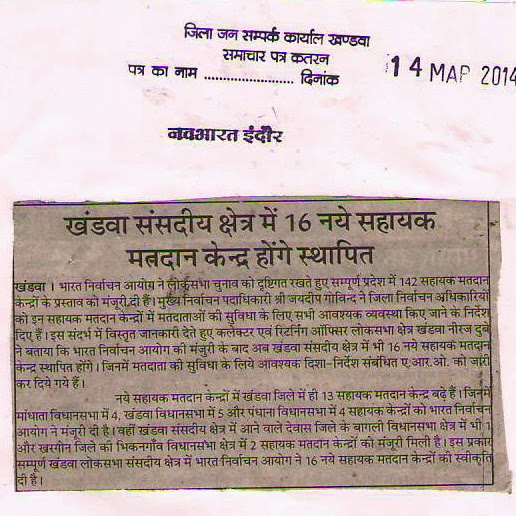 जिला जन सम्पर्क कार्याल खण्डवा
समाचार पत्र कतरन
पत्र का नाम ........................ दिनांक
14 MAR 2014
नवभारत इंदौर
खंडवा संसदीय क्षेत्र में 16 नये सहायक
मतदान केन्द्र होंगे स्थापित
खंडवा । भारत निर्वाचन आयोग ने लोकसभा चुनाव को दृष्टिगत रखते हुए सम्पूर्ण प्रदेश में 142 सहायक मतदान
केन्द्रों के प्रस्ताव को मंजूरी दी हैं। मुख्य निर्वाचन पदाधिकारी श्री जयदीप गोविन्द ने जिला निर्वाचन अधिकारियों
को इन सहायक मतदान केन्द्रों में मतदाताओं की सुविधा के लिए सभी आवश्यक व्यवस्था किए जाने के निर्देश
दिए हैं। इस संदर्भ में विस्तृत जानकारी देते हुए कलेक्टर एवं रिटर्निंग ऑफिसर लोकसभा क्षेत्र खंडवा नीरज दुबे
ने बताया कि भारत निर्वाचन आयोग की मंजूरी के बाद अब खंडवा संसदीय क्षेत्र में भी 16 नये सहायक मतदान
केन्द्र स्थापित होंगे। जिनमें मतदाता की सुविधा के लिये आवश्यक दिशा- निर्देश संबंधित ए.आर.ओ. को जारी
कर दिये गये हैं।
नये सहायक मतदान केन्द्रों में खंडवा जिले में ही 13 सहायक मतदान केन्द्र बढ़े हैं। जिनमें
मांधाता विधानसभा में 4, खंडवा विधानसभा में 5 और पंधाना विधानसभा में 4 सहायक केन्द्रों को भारत निर्वाचन
आयोग ने मंजूरी दी है। वहीं खंडवा संसदीय क्षेत्र में आने वाले देवास जिले के बागली विधानसभा क्षेत्र में भी 1
और खरगोन जिले की भिकनगाँव विधानसभा क्षेत्र में 2 सहायक मतदान केन्द्रों की मंजूरी मिली है। इस प्रकार
सम्पूर्ण खंडवा लोकसभा संसदीय क्षेत्र में भारत निर्वाचन आयोग ने 16 नये सहायक मतदान केन्द्रों की स्वीकृति
दी है।